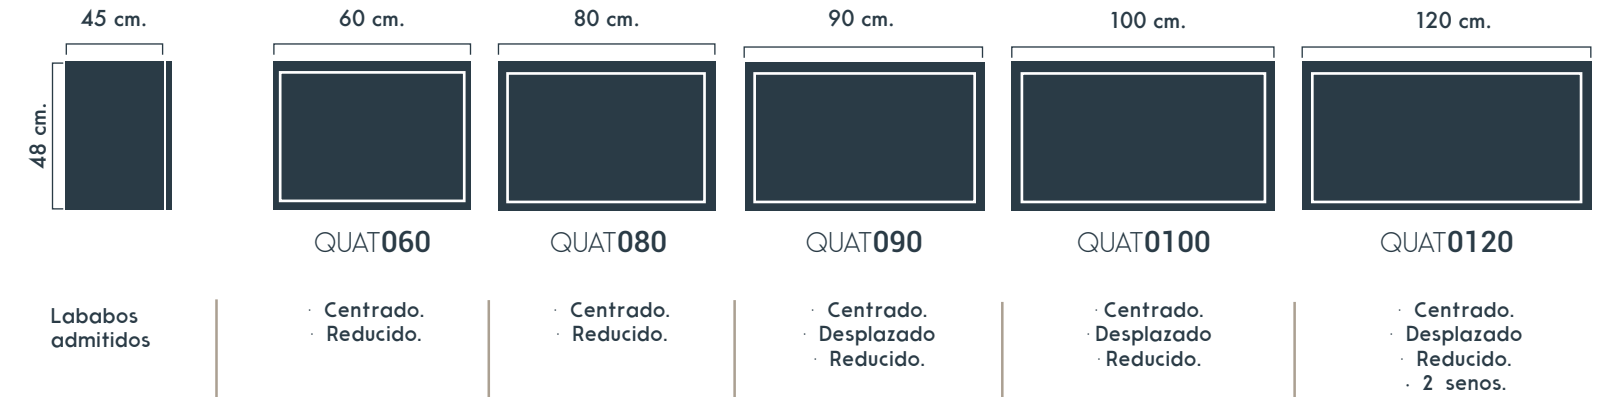 45 cm.
60 cm.
80 cm.
90 cm.
100 cm.
120 cm.
48 cm.
QUAT060
QUAT080
QUAT090
QUAT0100
QUAT0120
Lababos
admitidos
· Centrado.
· Reducido.
· Centrado.
· Reducido.
· Centrado.
· Desplazado
· Reducido.
· Centrado.
· Desplazado
· Reducido.
· Centrado.
· Desplazado
· Reducido.
· 2 senos.